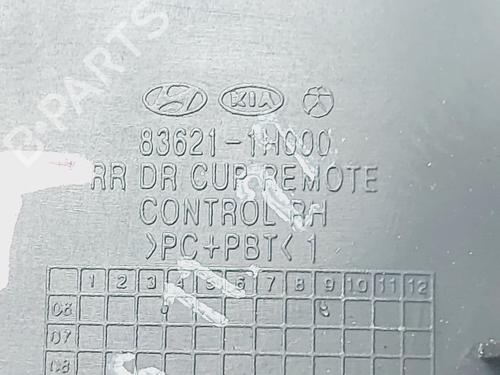 KIA
83621-1H000
RR DR CUP REMOTE
CONTROL RH
>PC+PBT<1
1 2 3 4 5 6 7 8 9 10 11 12
06
07
08
B-PARTS